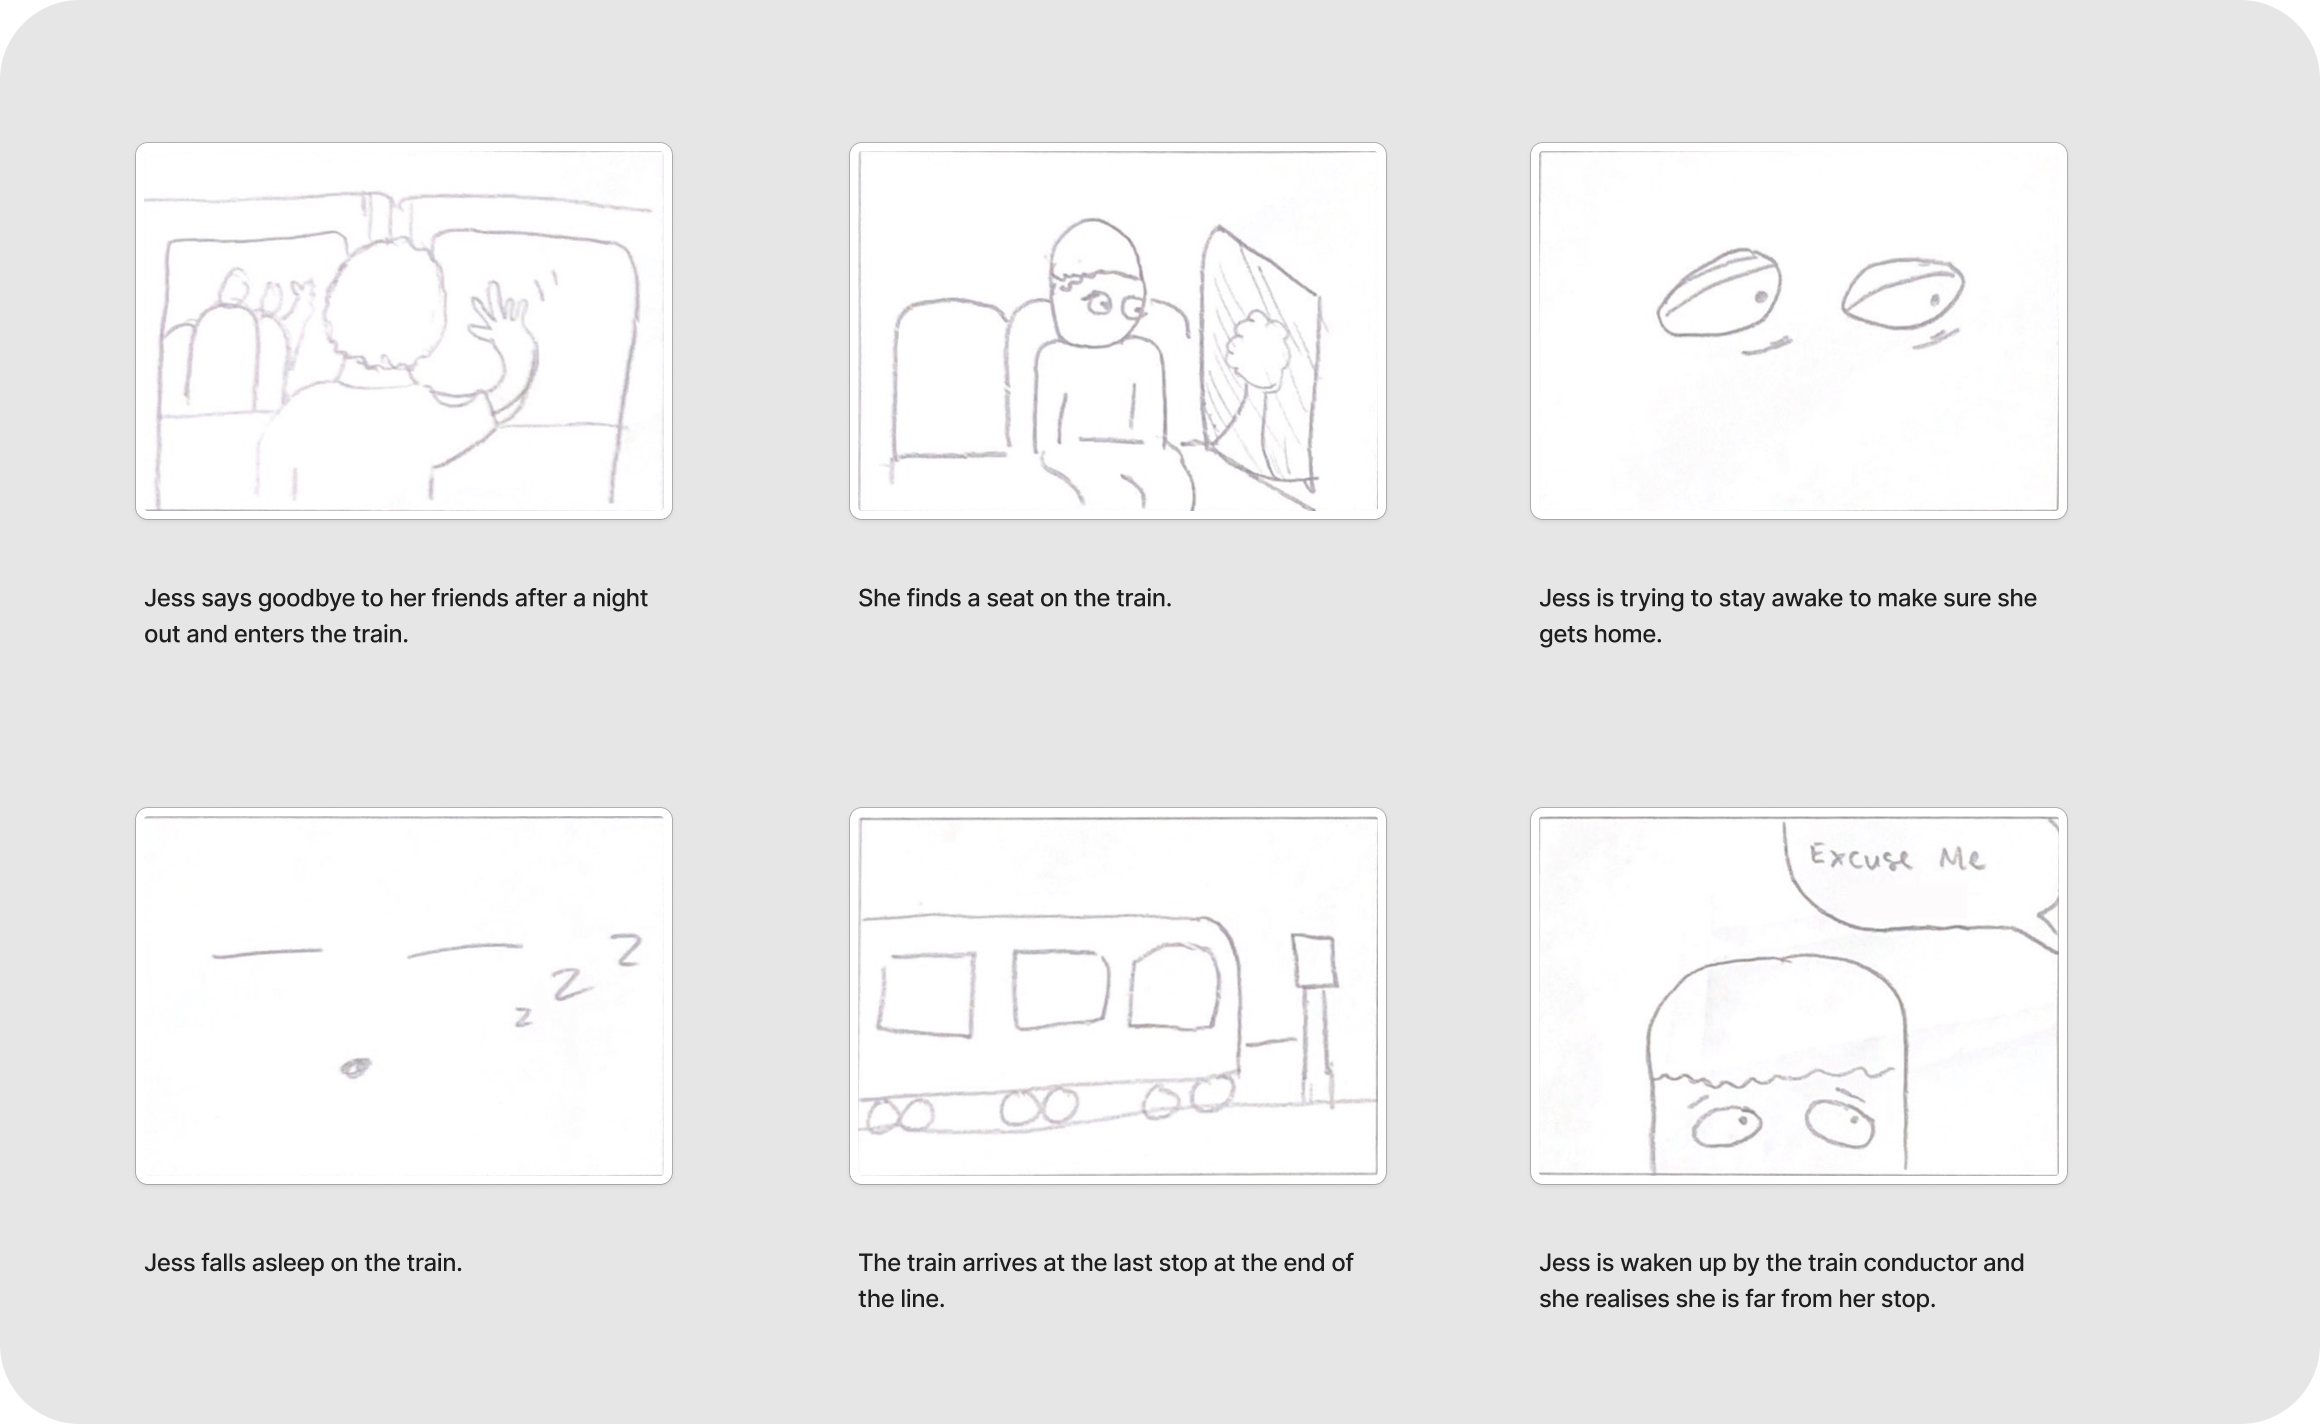 Jess says goodbye to her friends after a night
out and enters the train.
She finds a seat on the train.
Jess is trying to stay awake to make sure she
gets home.
z z z
Excuse Me
Jess falls asleep on the train.
The train arrives at the last stop at the end of
the line.
Jess is waken up by the train conductor and
she realises she is far from her stop.